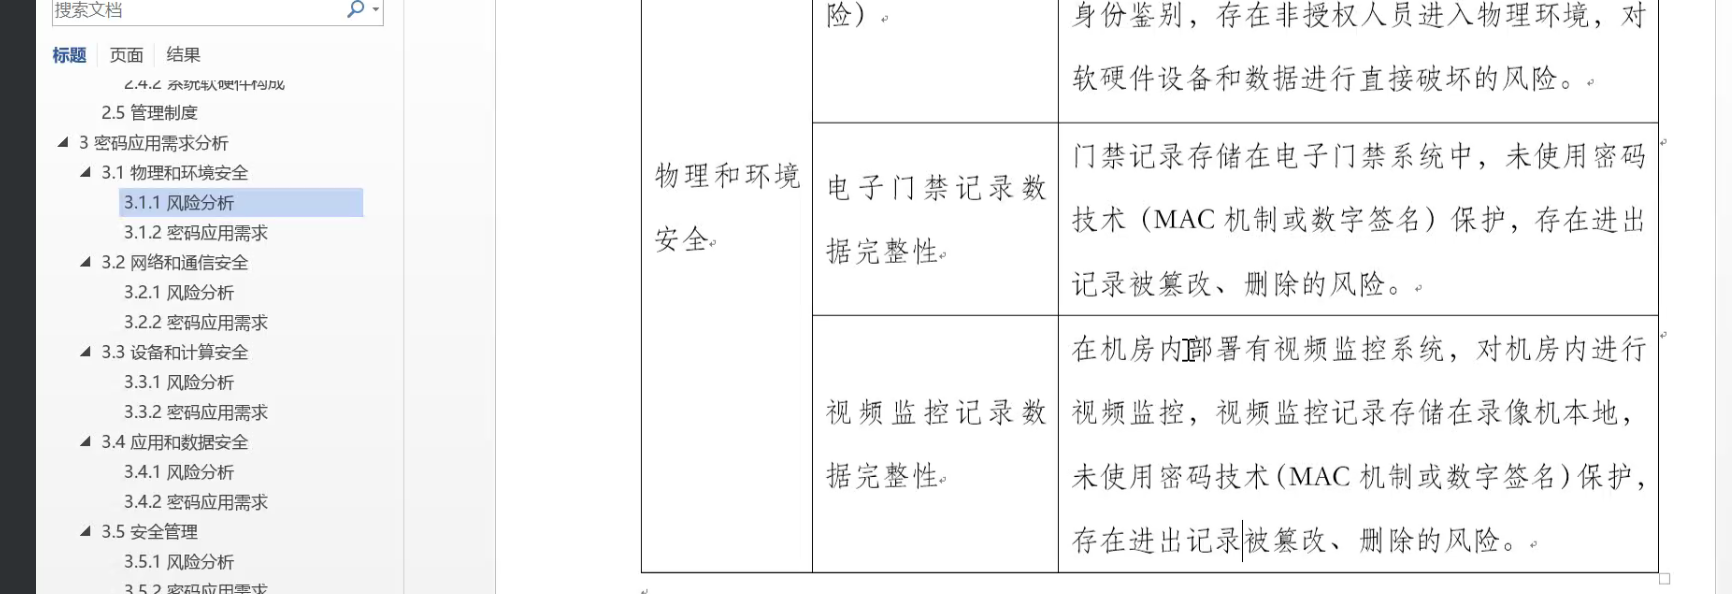 搜索文档
标题 页面 结果
2.4.2 系统软硬件构成
2.5 管理制度
3 密码应用需求分析
3.1 物理和环境安全
3.1.1 风险分析
3.1.2 密码应用需求
3.2 网络和通信安全
3.2.1 风险分析
3.2.2 密码应用需求
3.3 设备和计算安全
3.3.1 风险分析
3.3.2 密码应用需求
3.4 应用和数据安全
3.4.1 风险分析
3.4.2 密码应用需求
3.5 安全管理
3.5.1 风险分析
3.5.2 密码应用需求
物理和环境
安全
险）
身份鉴别，存在非授权人员进入物理环境，对
软硬件设备和数据进行直接破坏的风险。
电子门禁记录数
据完整性
门禁记录存储在电子门禁系统中，未使用密码
技术（MAC 机制或数字签名）保护，存在进出
记录被篡改、删除的风险。
视频监控记录数
据完整性
在机房内部署有视频监控系统，对机房内进行
视频监控，视频监控记录存储在录像机本地，
未使用密码技术（MAC 机制或数字签名）保护，
存在进出记录被篡改、删除的风险。